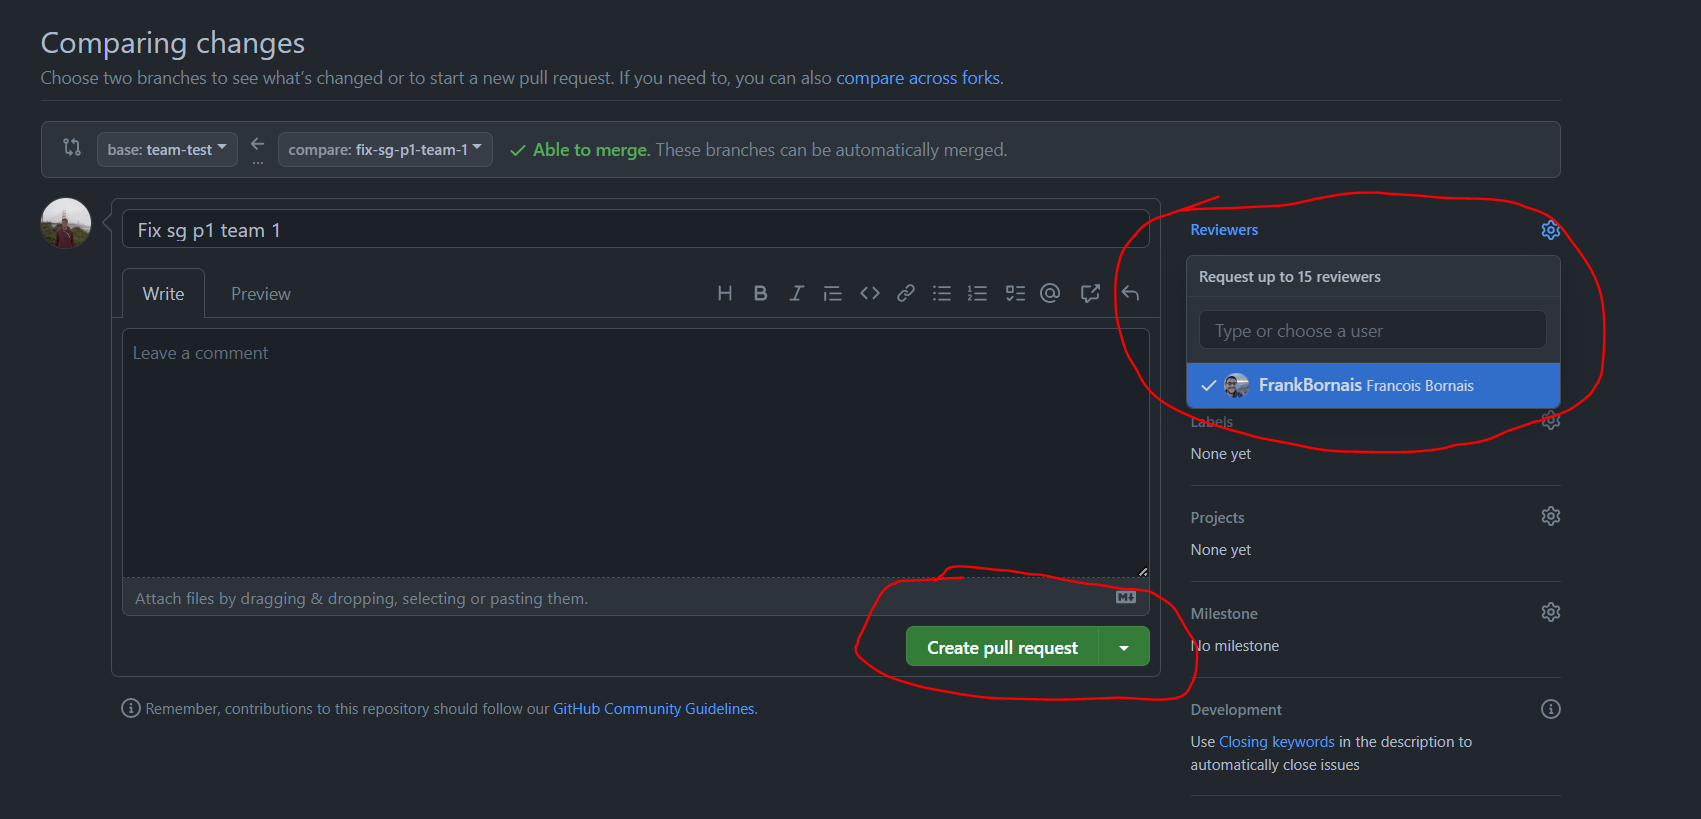 Comparing changes
Choose two branches to see what's changed or to start a new pull request. If you need to, you can also compare across forks.
base: team-test
...
compare: fix-sg-p1-team-1
Able to merge. These branches can be automatically merged.
Fix sg p1 team 1
Write
Preview
Leave a comment
Attach files by dragging & dropping, selecting or pasting them.
Create pull request
Remember, contributions to this repository should follow our GitHub Community Guidelines.
Reviewers
Request up to 15 reviewers
Type or choose a user
FrankBornais Francois Bornais
Labels
None yet
Projects
None yet
Milestone
No milestone
Development
Use Closing keywords in the description to
automatically close issues